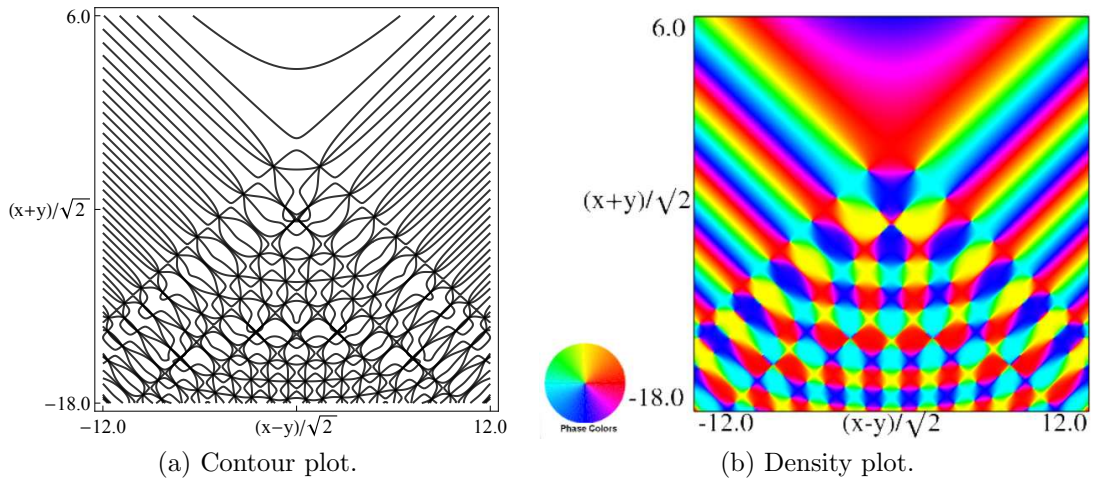 6.0
(x+y)/√2
−18.0
−12.0
(x−y)/√2
12.0
(a) Contour plot.
6.0
(x+y)/√2
-18.0
Phase Colors
-12.0
(x-y)/√2
12.0
(b) Density plot.